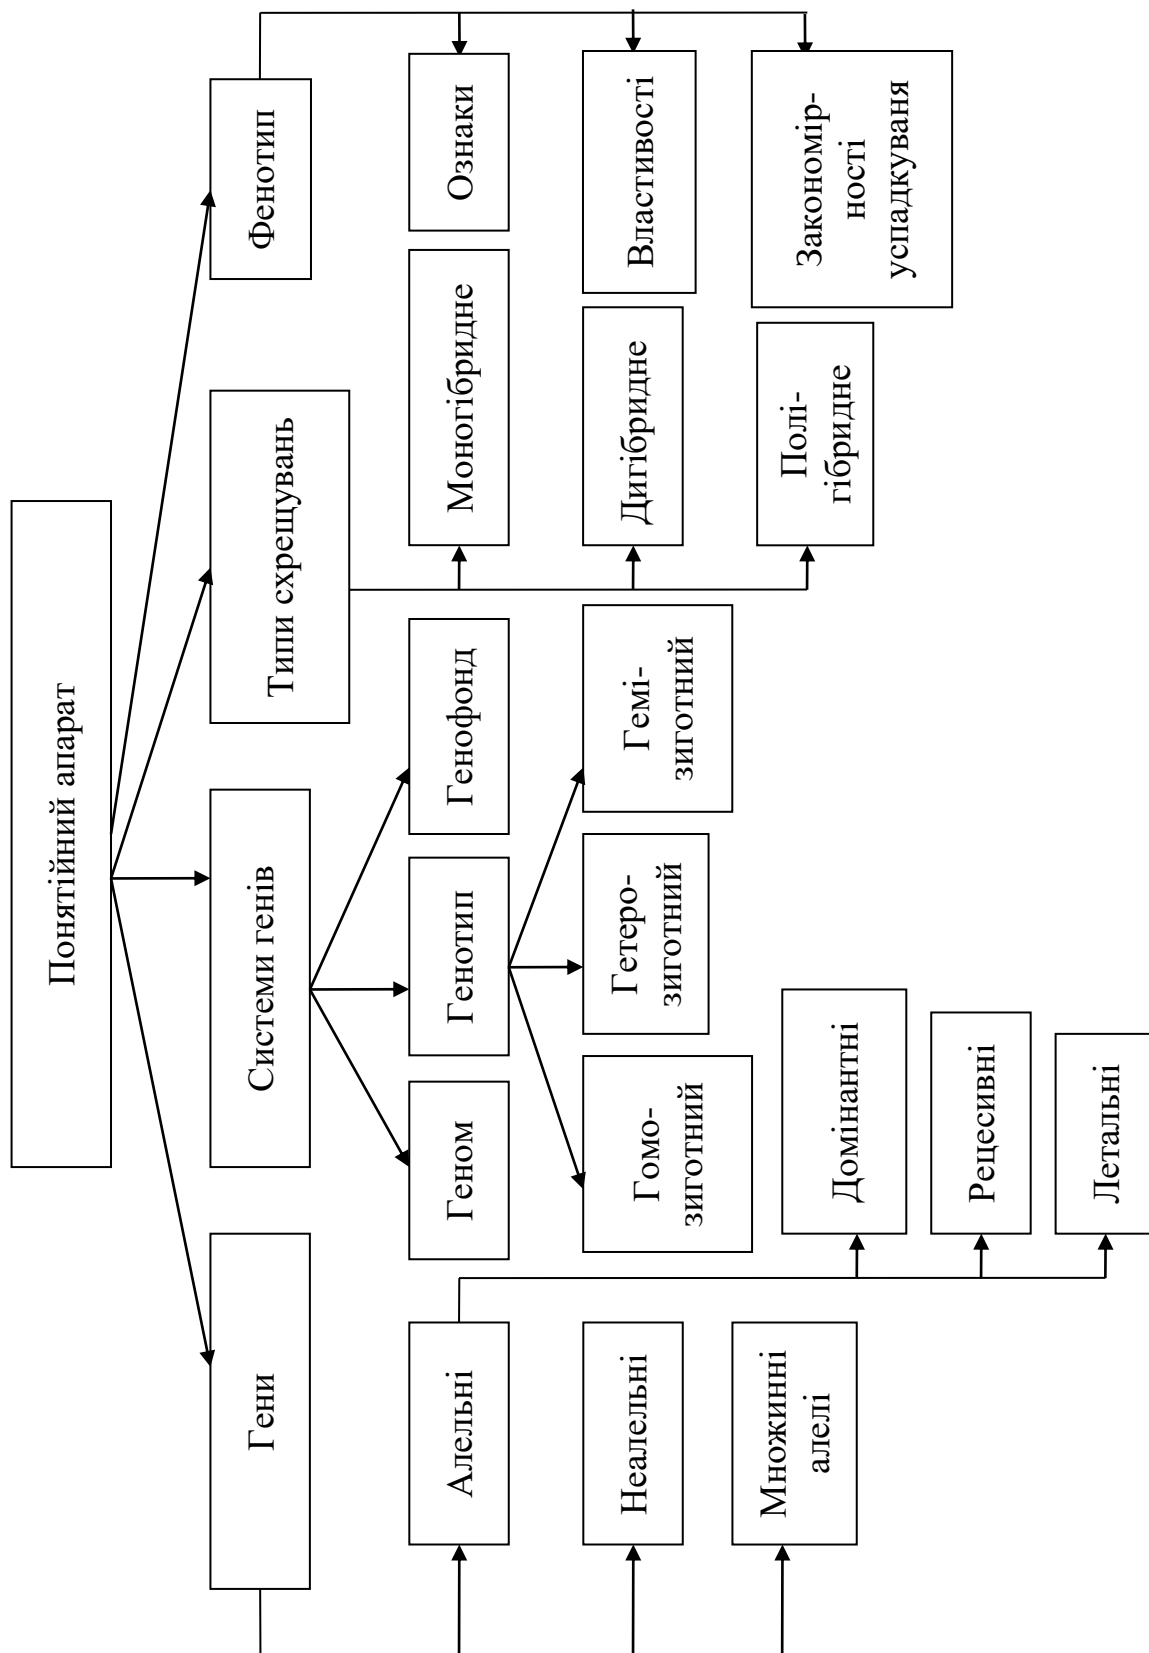 Понятійний апарат
Гени
Системи генів
Типи схрещувань
Фенотип
Алельні
Геном
Генотип
Генофонд
Моногібридне
Ознаки
Неалельні
Гомо-
зиготний
Гетеро-
зиготний
Гемі-
зиготний
Дигібридне
Властивості
Множинні
алелі
Домінантні
Рецесивні
Летальні
Полі-
гібридне
Закономір-
ності
успадкуваня